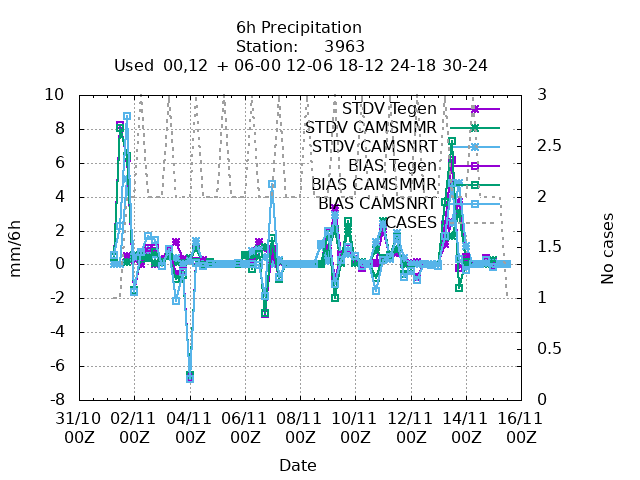 6h Precipitation
Station: 3963
Used 00,12 + 06-00 12-06 18-12 24-18 30-24
10
8
6
4
2
0
-2
-4
-6
-8
mm/6h
3
2.5
2
1.5
1
0.5
0
No cases
STDV Tegen
STDV CAMSMMR
STDV CAMSNRT
BIAS Tegen
BIAS CAMSMMR
BIAS CAMSNRT
CASES
31/10 02/11 04/11 06/11 08/11 10/11 12/11 14/11 16/11
00Z 00Z 00Z 00Z 00Z 00Z 00Z 00Z 00Z
Date